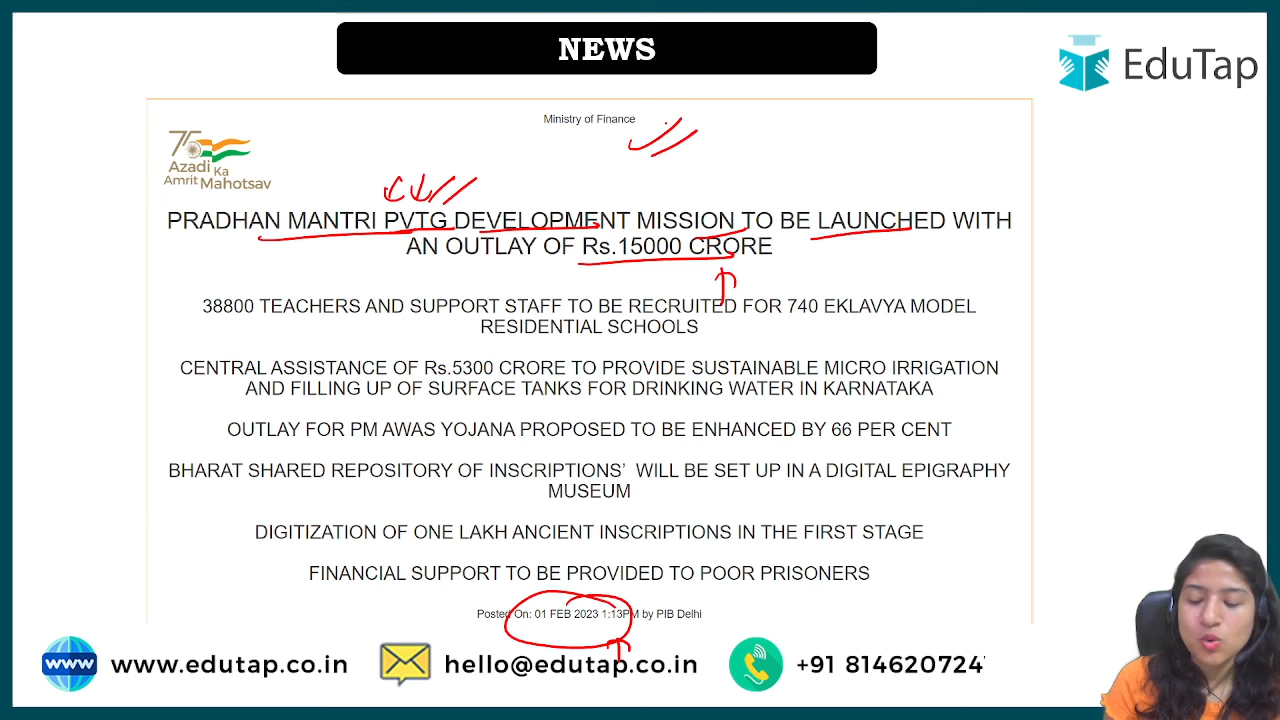 NEWS
EduTap
Ministry of Finance
75
Azadi Ka
Amrit Mahotsav
PRADHAN MANTRI PVTG DEVELOPMENT MISSION TO BE LAUNCHED WITH
AN OUTLAY OF Rs.15000 CRORE
38800 TEACHERS AND SUPPORT STAFF TO BE RECRUITED FOR 740 EKLAVYA MODEL
RESIDENTIAL SCHOOLS
CENTRAL ASSISTANCE OF Rs.5300 CRORE TO PROVIDE SUSTAINABLE MICRO IRRIGATION
AND FILLING UP OF SURFACE TANKS FOR DRINKING WATER IN KARNATAKA
OUTLAY FOR PM AWAS YOJANA PROPOSED TO BE ENHANCED BY 66 PER CENT
BHARAT SHARED REPOSITORY OF INSCRIPTIONS’ WILL BE SET UP IN A DIGITAL EPIGRAPHY
MUSEUM
DIGITIZATION OF ONE LAKH ANCIENT INSCRIPTIONS IN THE FIRST STAGE
FINANCIAL SUPPORT TO BE PROVIDED TO POOR PRISONERS
Posted On: 01 FEB 2023 1:13PM by PIB Delhi
www www.edutap.co.in hello@edutap.co.in +91 814620724